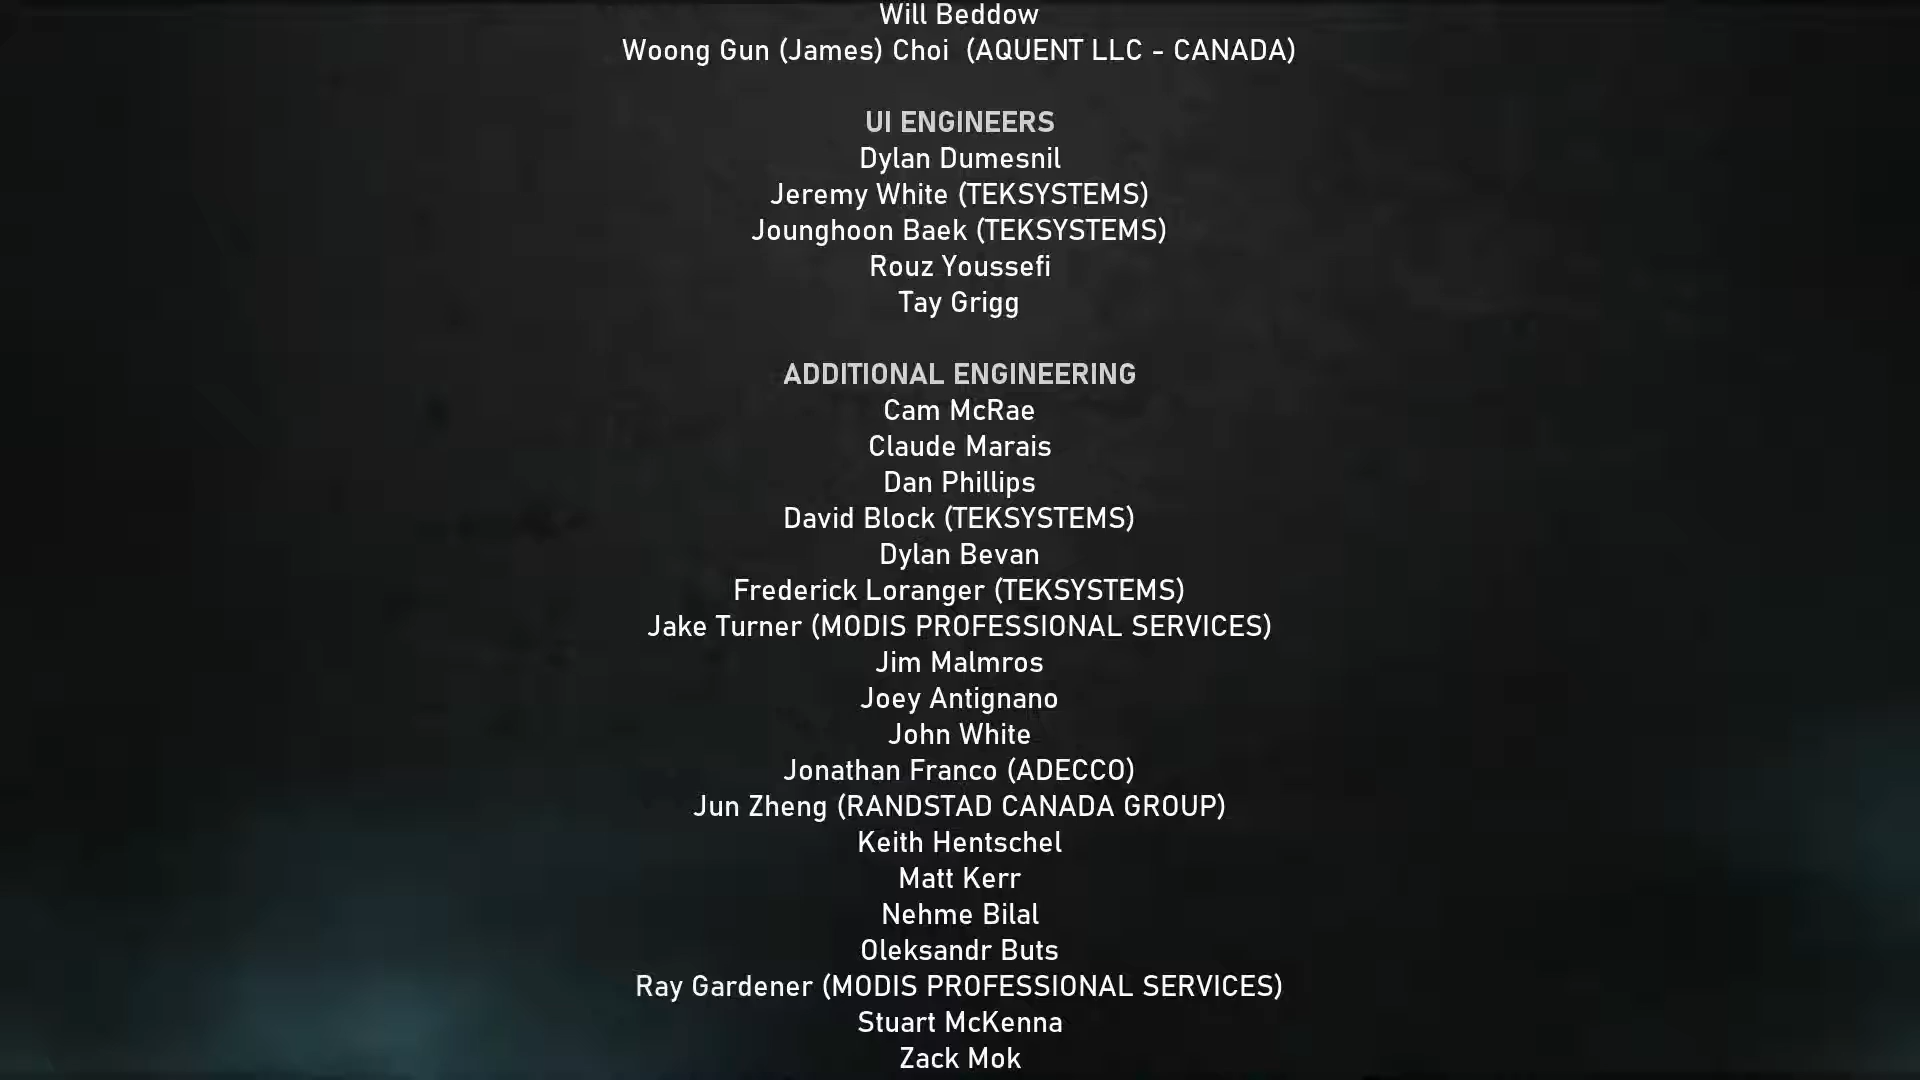 Will Beddow
Woong Gun (James) Choi  (AQUENT LLC - CANADA)
UI ENGINEERS
Dylan Dumesnil
Jeremy White (TEKSYSTEMS)
Jounghoon Baek (TEKSYSTEMS)
Rouz Youssefi
Tay Grigg
ADDITIONAL ENGINEERING
Cam McRae
Claude Marais
Dan Phillips
David Block (TEKSYSTEMS)
Dylan Bevan
Frederick Loranger (TEKSYSTEMS)
Jake Turner (MODIS PROFESSIONAL SERVICES)
Jim Malmros
Joey Antignano
John White
Jonathan Franco (ADECCO)
Jun Zheng (RANDSTAD CANADA GROUP)
Keith Hentschel
Matt Kerr
Nehme Bilal
Oleksandr Buts
Ray Gardener (MODIS PROFESSIONAL SERVICES)
Stuart McKenna
Zack Mok